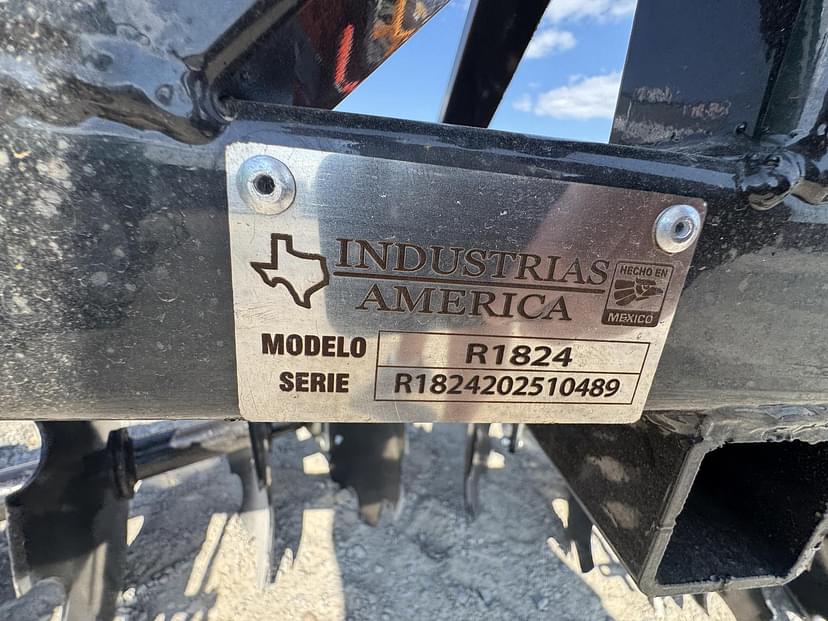 INDUSTRIAS
AMERICA
HECHO EN
MEXICO
MODELO R1824
SERIE R1824202510489